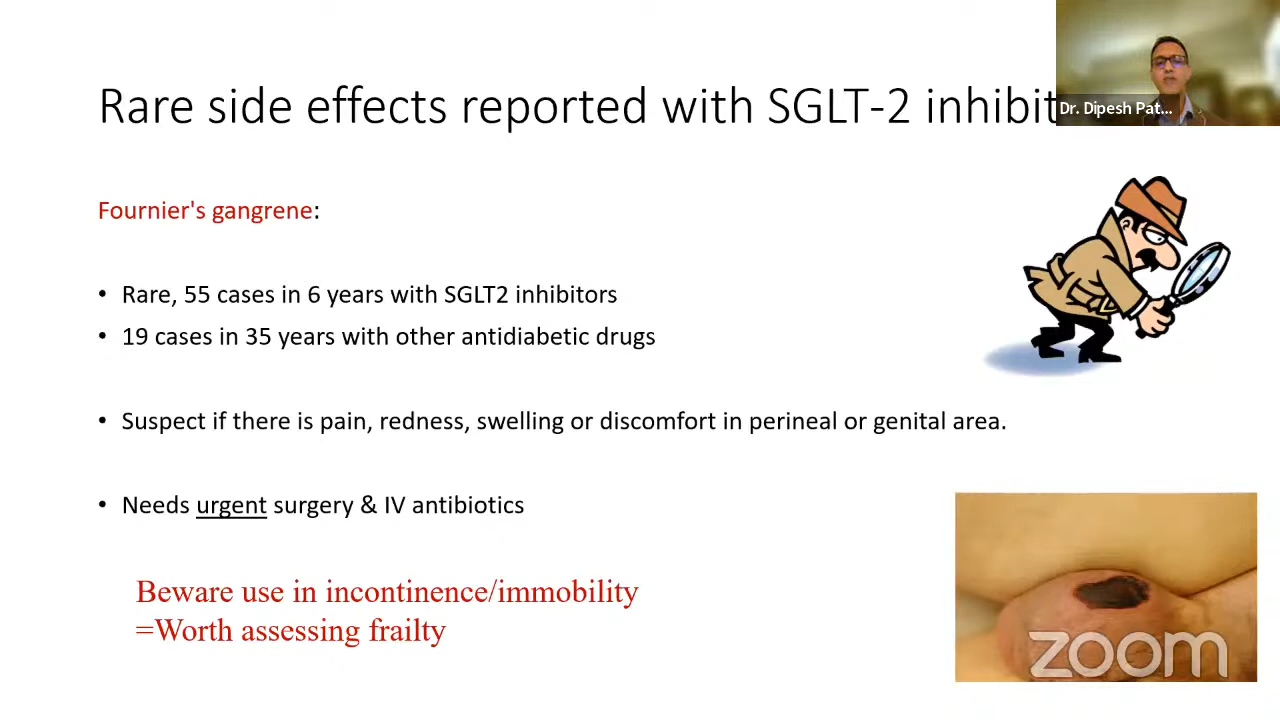 Rare side effects reported with SGLT-2 inhibit
Dr. Dipesh Pat...
Fournier's gangrene:
• Rare, 55 cases in 6 years with SGLT2 inhibitors
• 19 cases in 35 years with other antidiabetic drugs
• Suspect if there is pain, redness, swelling or discomfort in perineal or genital area.
• Needs urgent surgery & IV antibiotics
Beware use in incontinence/immobility
=Worth assessing frailty
zoom